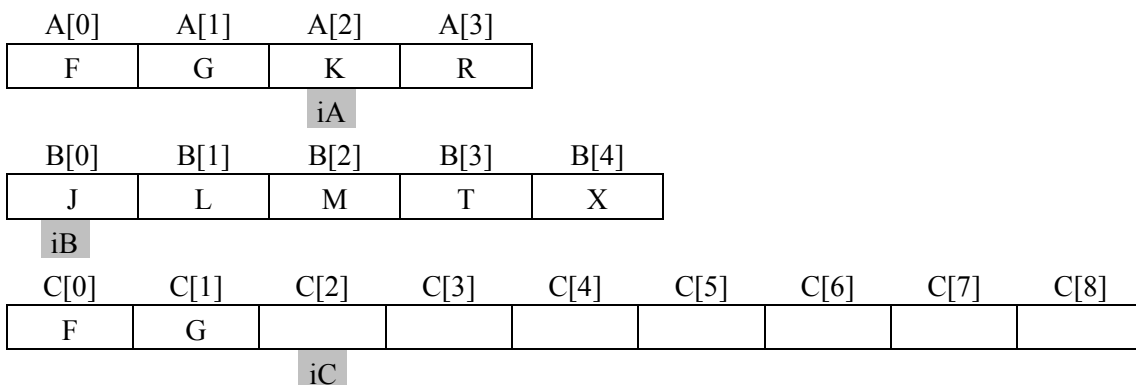 A[0] A[1] A[2] A[3]
F G K R
iA
B[0] B[1] B[2] B[3] B[4]
J L M T X
iB
C[0] C[1] C[2] C[3] C[4] C[5] C[6] C[7] C[8]
F G
iC